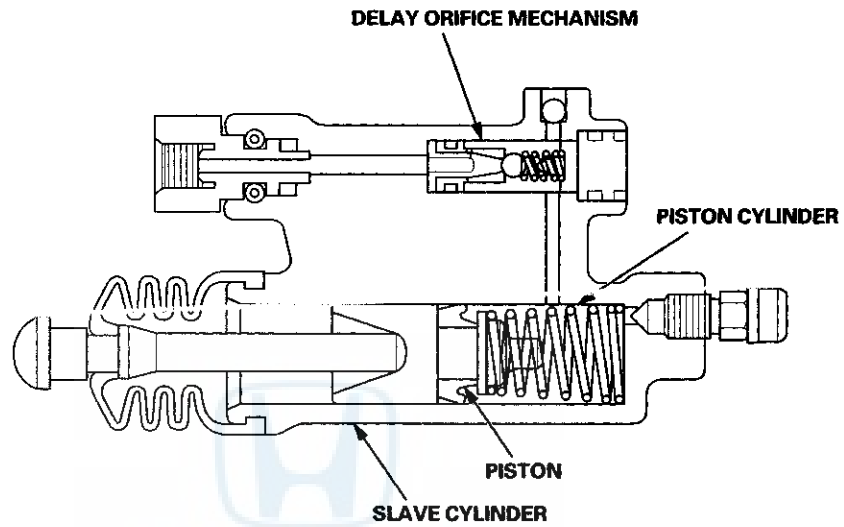 DELAY ORIFICE MECHANISM
PISTON CYLINDER
PISTON
SLAVE CYLINDER